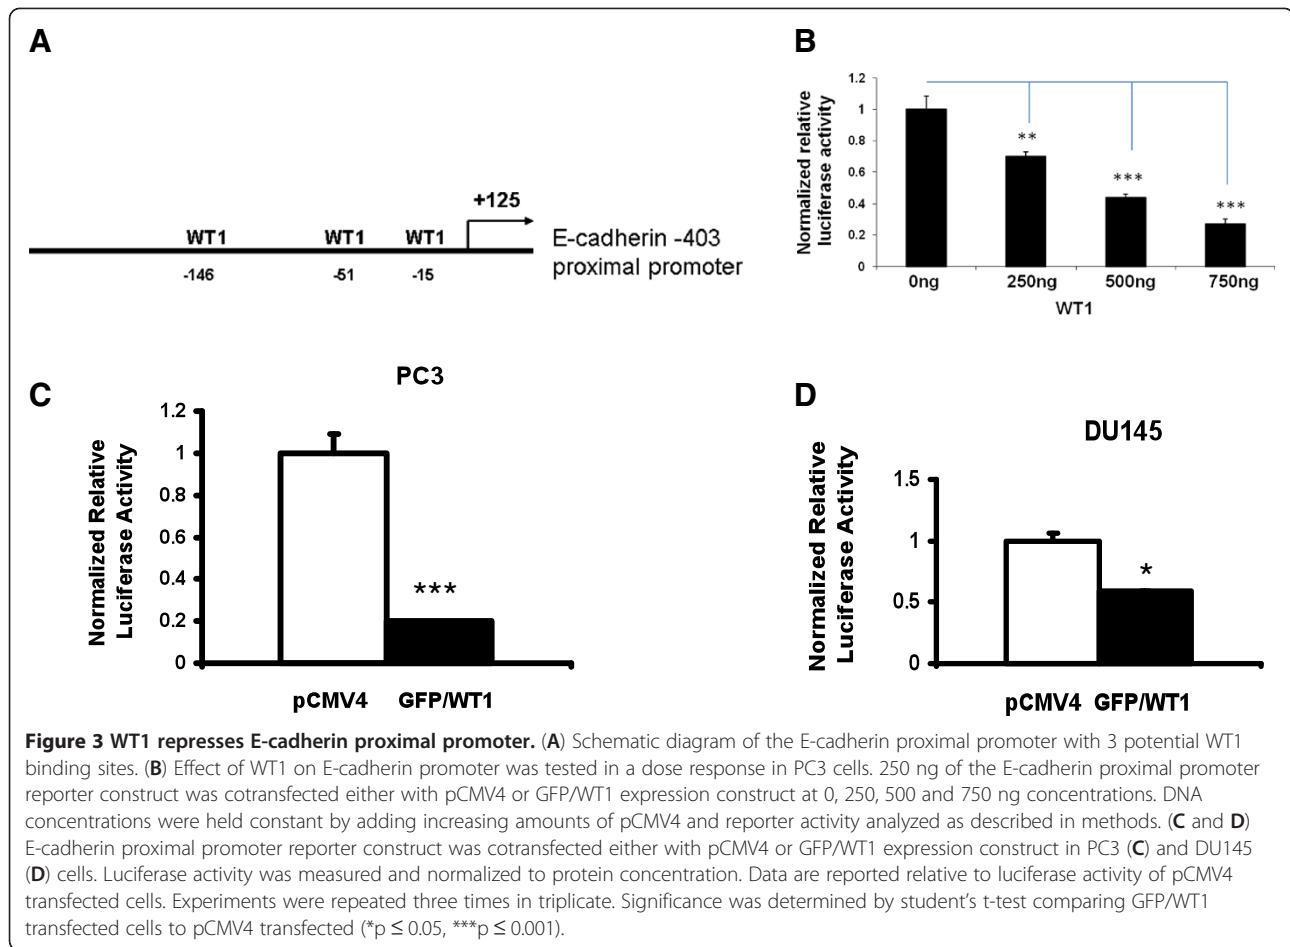 A
WT1 WT1 WT1 +125
-146 -51 -15
E-cadherin -403
proximal promoter
B
Normalized relative
luciferase activity
1.2
1
0.8
0.6
0.4
0.2
0
**
***
***
0ng 250ng 500ng 750ng
WT1
C
PC3
Normalized Relative
Luciferase Activity
1.2
1
0.8
0.6
0.4
0.2
0
***
pCMV4 GFP/WT1
D
DU145
Normalized Relative
Luciferase Activity
1.5
1
0.5
0
*
pCMV4 GFP/WT1
Figure 3 WT1 represses E-cadherin proximal promoter. (A) Schematic diagram of the E-cadherin proximal promoter with 3 potential WT1
binding sites. (B) Effect of WT1 on E-cadherin promoter was tested in a dose response in PC3 cells. 250 ng of the E-cadherin proximal promoter
reporter construct was cotransfected either with pCMV4 or GFP/WT1 expression construct at 0, 250, 500 and 750 ng concentrations. DNA
concentrations were held constant by adding increasing amounts of pCMV4 and reporter activity analyzed as described in methods. (C and D)
E-cadherin proximal promoter reporter construct was cotransfected either with pCMV4 or GFP/WT1 expression construct in PC3 (C) and DU145
(D) cells. Luciferase activity was measured and normalized to protein concentration. Data are reported relative to luciferase activity of pCMV4
transfected cells. Experiments were repeated three times in triplicate. Significance was determined by student's t-test comparing GFP/WT1
transfected cells to pCMV4 transfected (*p ≤ 0.05, ***p ≤ 0.001).